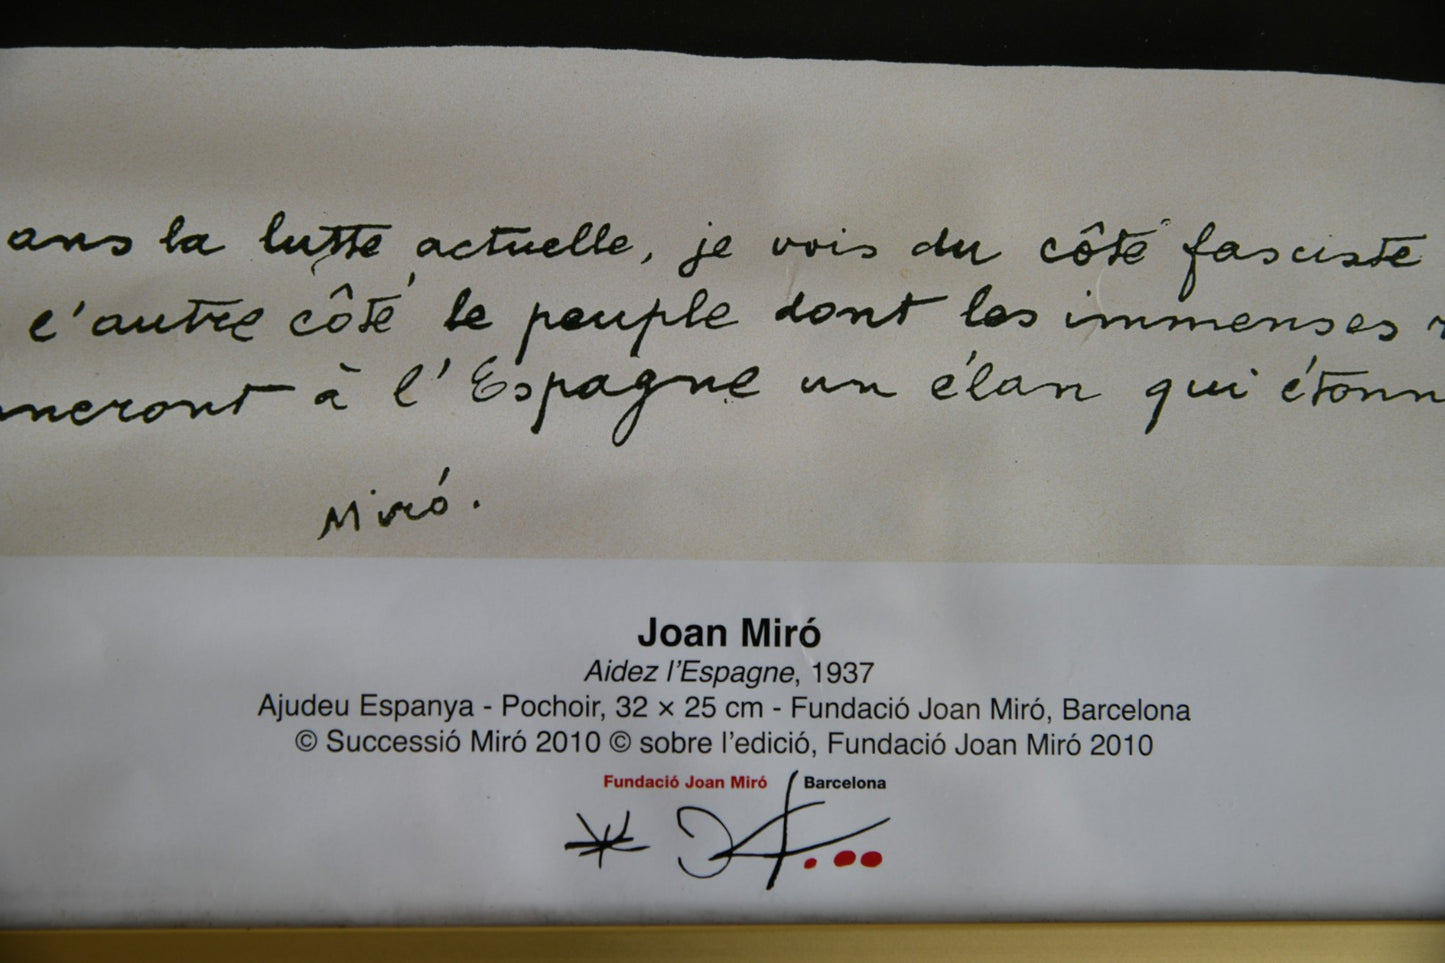 ans la lutte actuelle, je vois du côté fasciste
l'autre côté le peuple dont les immenses r
nneront à l'Espagne un élan qui étonn
Miró.
Joan Miró
Aidez l'Espagne, 1937
Ajudeu Espanya - Pochoir, 32 × 25 cm - Fundació Joan Miró, Barcelona
© Successió Miró 2010 © sobre l'edició, Fundació Joan Miró 2010
Fundació Joan Miró Barcelona